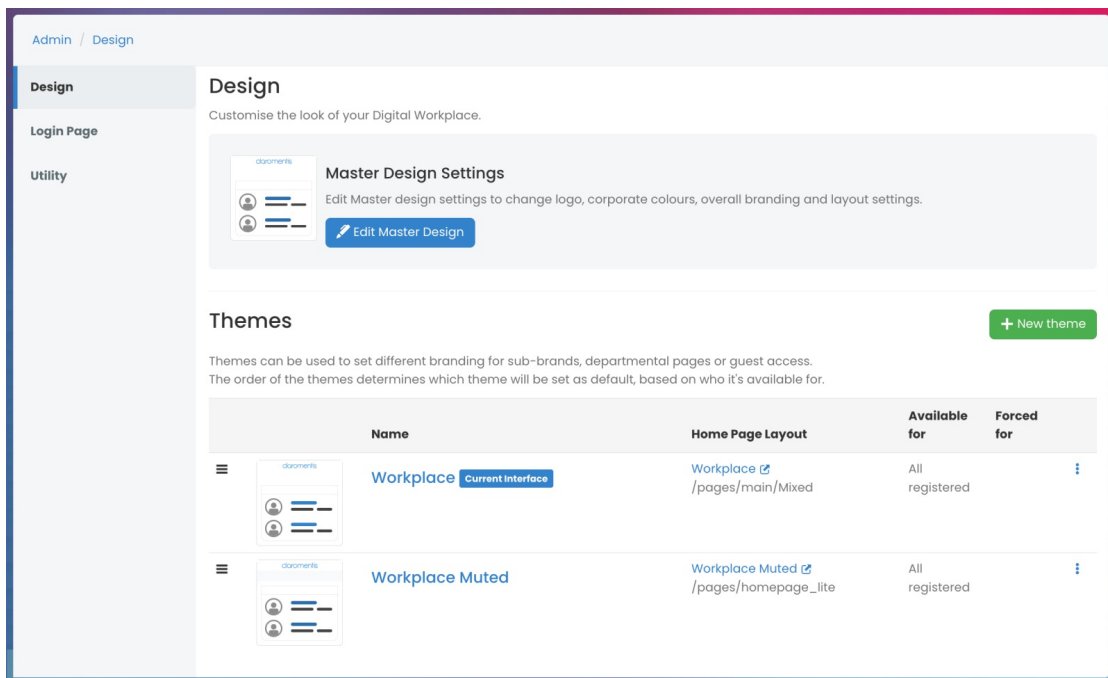 Admin / Design
Design
Login Page
Utility
Design
Customise the look of your Digital Workplace.
claromentis
Master Design Settings
Edit Master design settings to change logo, corporate colours, overall branding and layout settings.
Edit Master Design
Themes
+ New theme
Themes can be used to set different branding for sub-brands, departmental pages or guest access.
The order of the themes determines which theme will be set as default, based on who it's available for.
Name
Home Page Layout
Available for
Forced for
claromentis
Workplace Current Interface
Workplace
/pages/main/Mixed
All
registered
claromentis
Workplace Muted
Workplace Muted
/pages/homepage_lite
All
registered